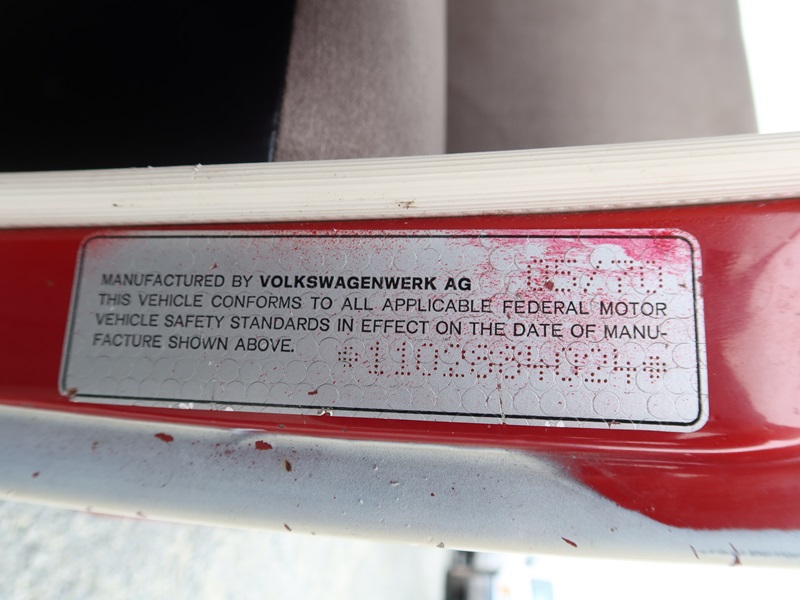 MANUFACTURED BY VOLKSWAGENWERK AG
THIS VEHICLE CONFORMS TO ALL APPLICABLE FEDERAL MOTOR
VEHICLE SAFETY STANDARDS IN EFFECT ON THE DATE OF MANU-
FACTURE SHOWN ABOVE.